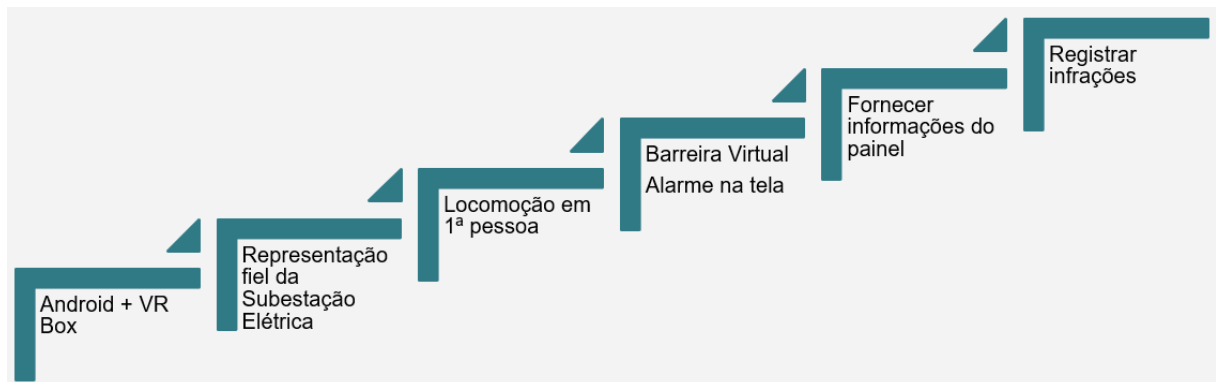 Android + VR
Box
Representação
fiel da
Subestação
Elétrica
Locomoção em
1ª pessoa
Barreira Virtual
Alarme na tela
Fornecer
informações do
painel
Registrar
infrações